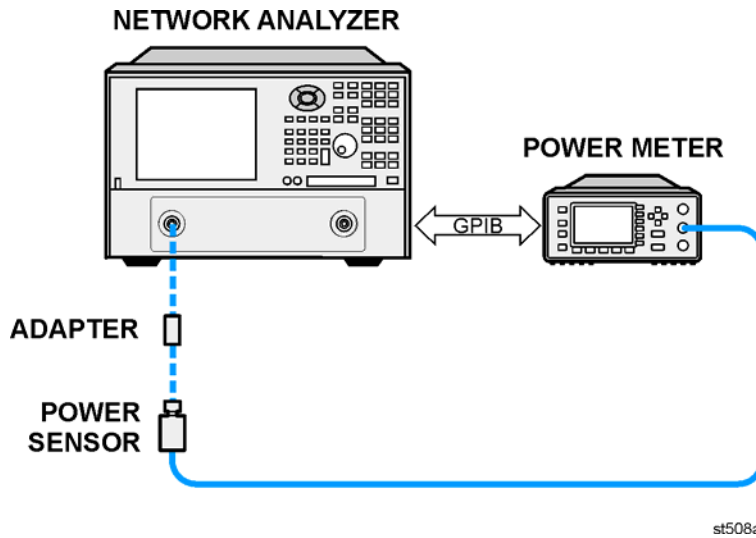 NETWORK ANALYZER
POWER METER
GPIB
ADAPTER
POWER
SENSOR
st508a